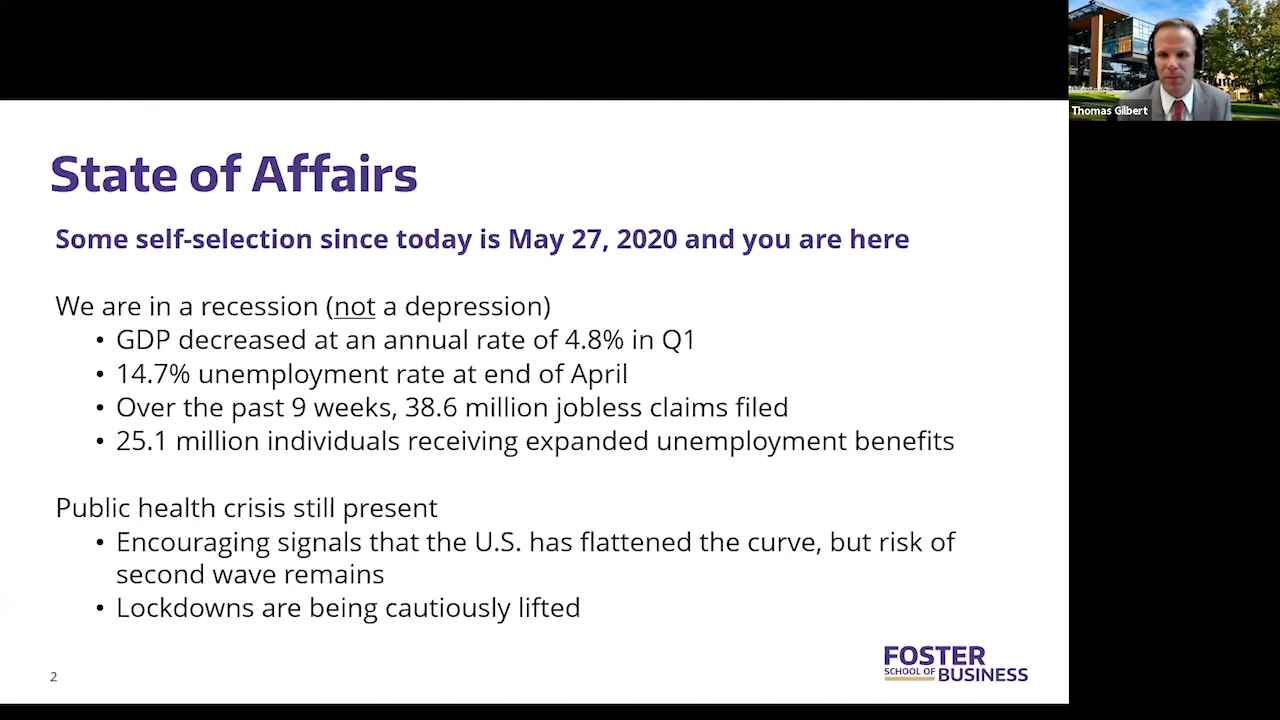 Thomas Gilbert
State of Affairs
Some self-selection since today is May 27, 2020 and you are here
We are in a recession (not a depression)
• GDP decreased at an annual rate of 4.8% in Q1
• 14.7% unemployment rate at end of April
• Over the past 9 weeks, 38.6 million jobless claims filed
• 25.1 million individuals receiving expanded unemployment benefits
Public health crisis still present
• Encouraging signals that the U.S. has flattened the curve, but risk of
second wave remains
• Lockdowns are being cautiously lifted
2
FOSTER
SCHOOL OF BUSINESS